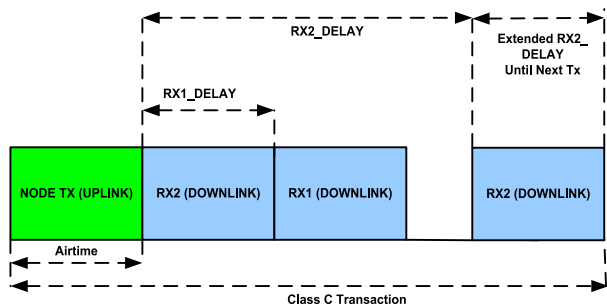 RX2_DELAY
Extended RX2_
DELAY
Until Next Tx
RX1_DELAY
NODE TX (UPLINK)
RX2 (DOWNLINK)
RX1 (DOWNLINK)
RX2 (DOWNLINK)
Airtime
Class C Transaction